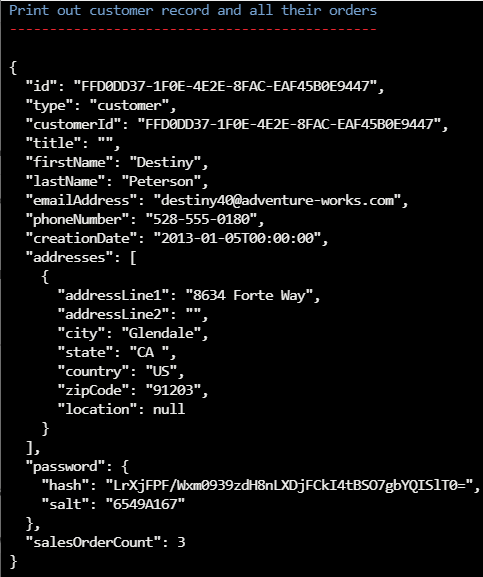 Print out customer record and all their orders
----------------------------------------------
{
  "id": "FFD0DD37-1F0E-4E2E-8FAC-EAF45B0E9447",
  "type": "customer",
  "customerId": "FFD0DD37-1F0E-4E2E-8FAC-EAF45B0E9447",
  "title": "",
  "firstName": "Destiny",
  "lastName": "Peterson",
  "emailAddress": "destiny40@adventure-works.com",
  "phoneNumber": "528-555-0180",
  "creationDate": "2013-01-05T00:00:00",
  "addresses": [
    {
      "addressLine1": "8634 Forte Way",
      "addressLine2": "",
      "city": "Glendale",
      "state": "CA ",
      "country": "US",
      "zipCode": "91203",
      "location": null
    }
  ],
  "password": {
    "hash": "LrXjFPF/Wxm0939zdH8nLXDjFCkI4tBSO7gbYQISlT0=",
    "salt": "6549A167"
  },
  "salesOrderCount": 3
}